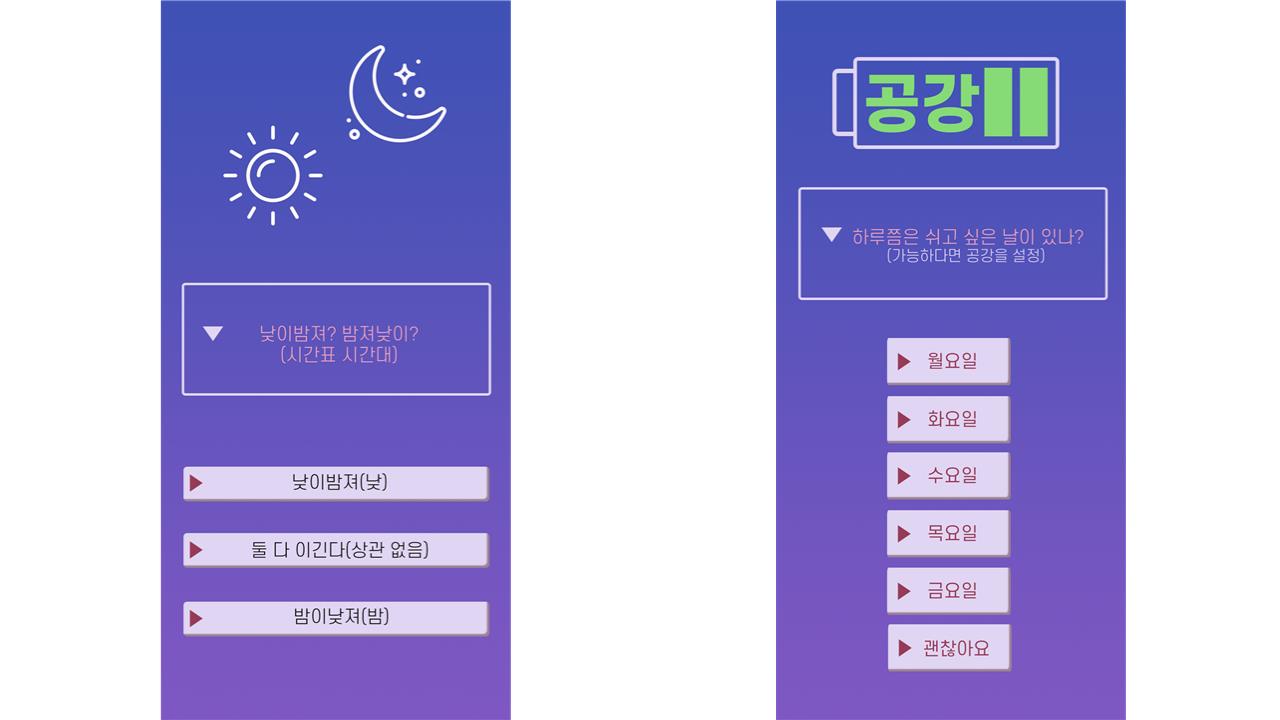 낮이밤져? 밤져낮이?
(시간표 시간대)
낮이밤져(낮)
둘 다 이긴다(상관 없음)
밤이낮져(밤)
공강
하루쯤은 쉬고 싶은 날이 있나?
(가능하다면 공강을 설정)
월요일
화요일
수요일
목요일
금요일
괜찮아요